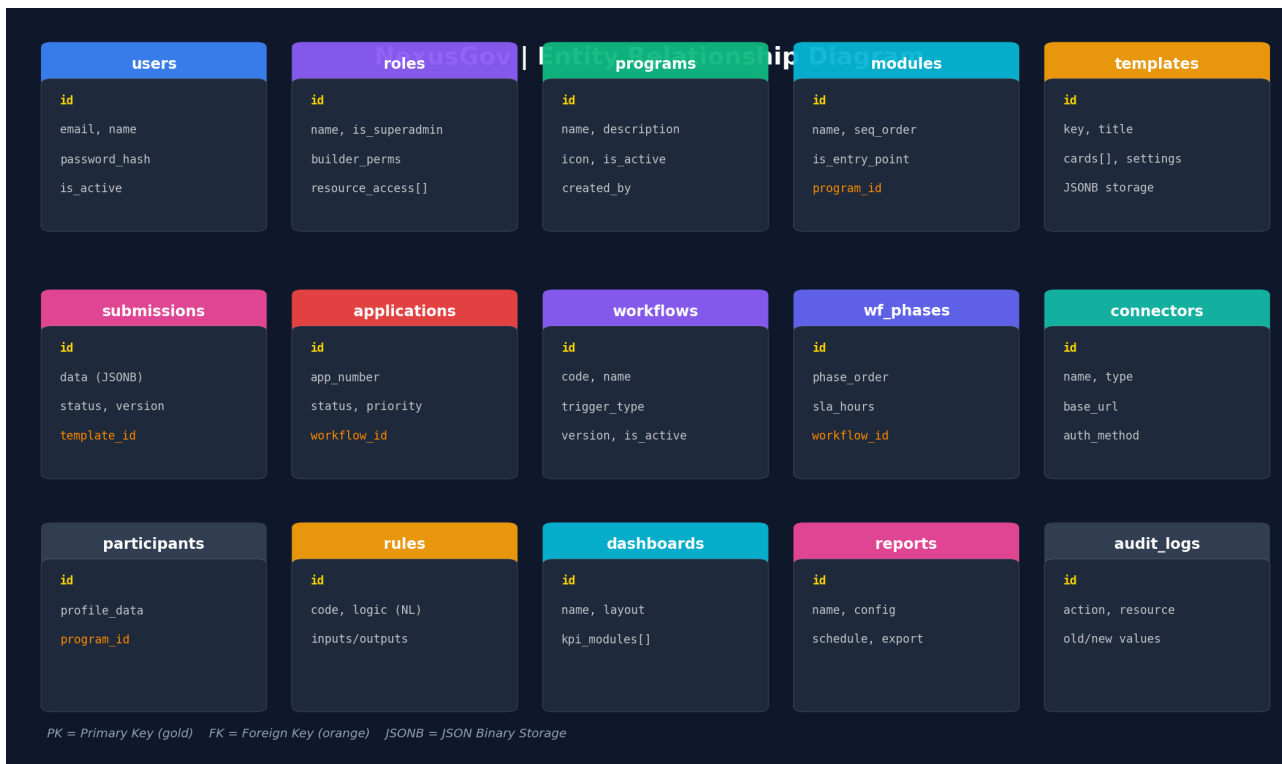 NexusGov | Entity Relationship Diagram
users
id
email, name
password_hash
is_active
roles
id
name, is_superadmin
builder_perms
resource_access[]
programs
id
name, description
icon, is_active
created_by
modules
id
name, seq_order
is_entry_point
program_id
templates
id
key, title
cards[], settings
JSONB storage
submissions
id
data (JSONB)
status, version
template_id
applications
id
app_number
status, priority
workflow_id
workflows
id
code, name
trigger_type
version, is_active
wf_phases
id
phase_order
sla_hours
workflow_id
connectors
id
name, type
base_url
auth_method
participants
id
profile_data
program_id
rules
id
code, logic (NL)
inputs/outputs
dashboards
id
name, layout
kpi_modules[]
reports
id
name, config
schedule, export
audit_logs
id
action, resource
old/new values
PK = Primary Key (gold)    FK = Foreign Key (orange)    JSONB = JSON Binary Storage